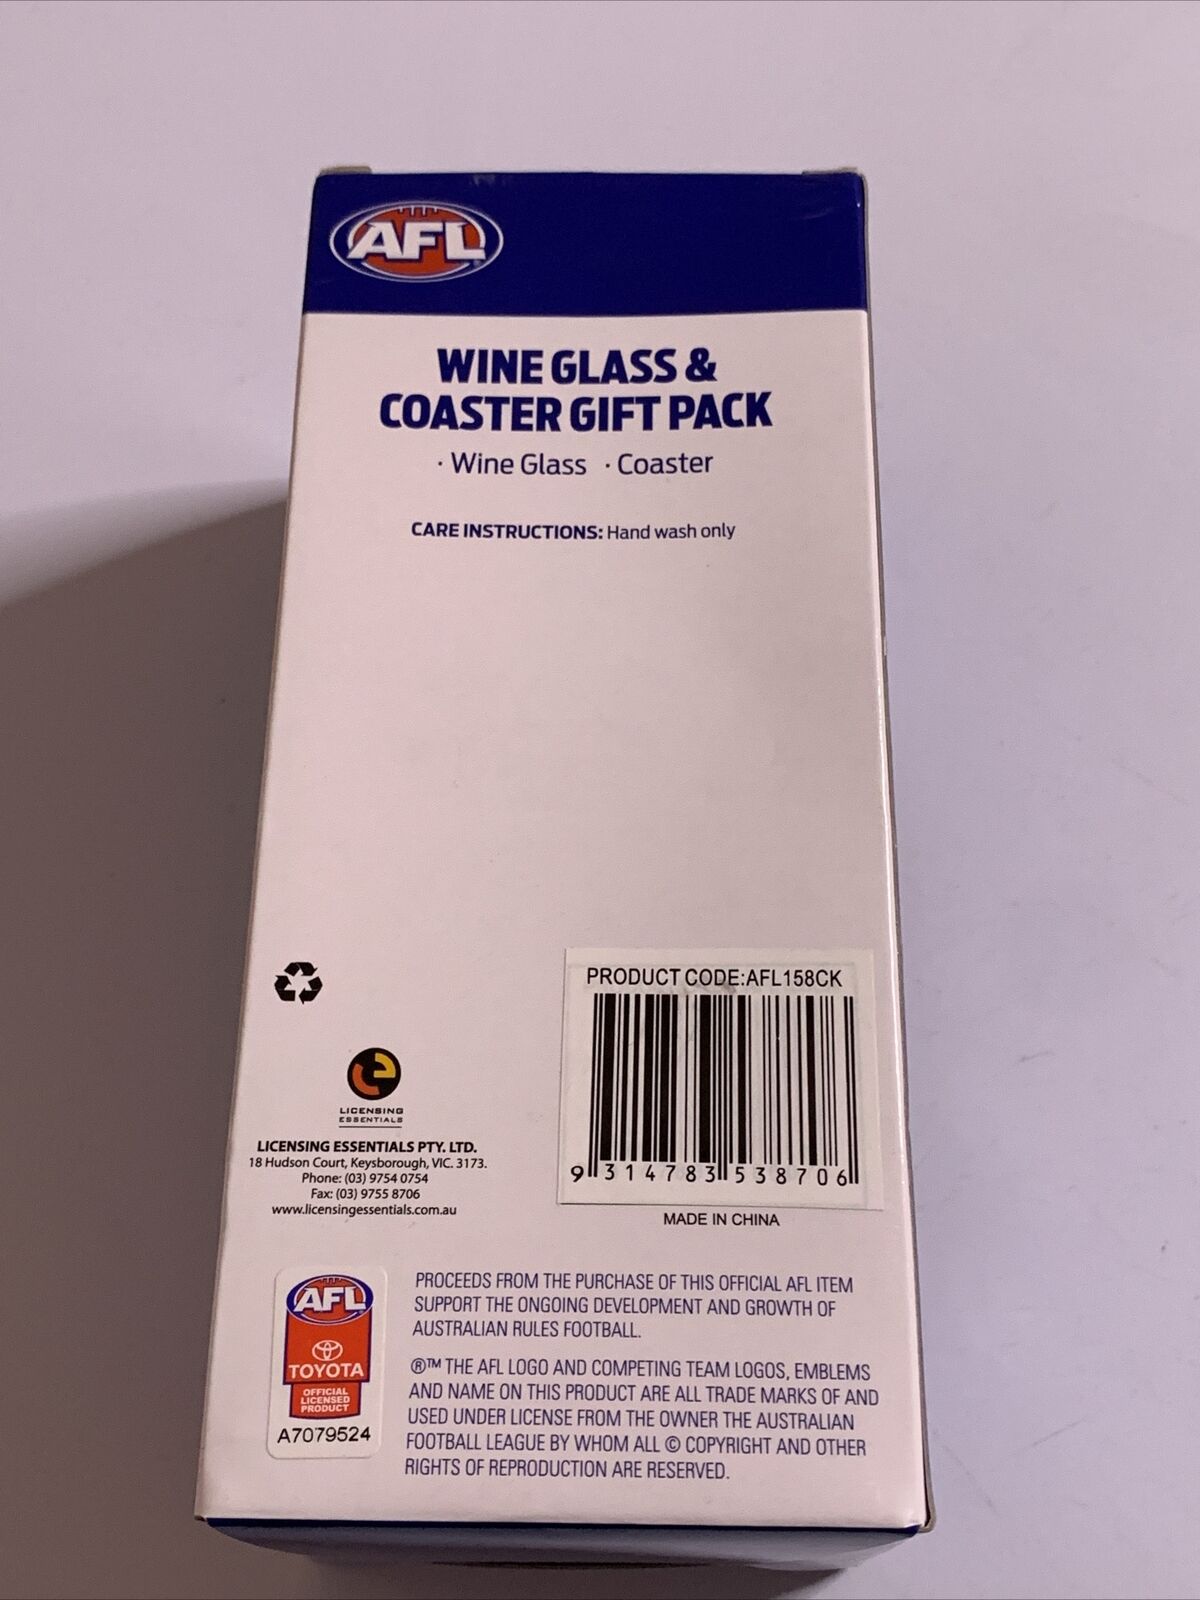 AFL
WINE GLASS &
COASTER GIFT PACK
· Wine Glass · Coaster
CARE INSTRUCTIONS: Hand wash only
PRODUCT CODE:AFL158CK
9 314783 538706
MADE IN CHINA
LICENSING
ESSENTIALS
LICENSING ESSENTIALS PTY. LTD.
18 Hudson Court, Keysborough, VIC. 3173.
Phone: (03) 9754 0754
Fax: (03) 9755 8706
www.licensingessentials.com.au
AFL
TOYOTA
OFFICIAL
LICENSED
PRODUCT
A7079524
PROCEEDS FROM THE PURCHASE OF THIS OFFICIAL AFL ITEM
SUPPORT THE ONGOING DEVELOPMENT AND GROWTH OF
AUSTRALIAN RULES FOOTBALL.
®™ THE AFL LOGO AND COMPETING TEAM LOGOS, EMBLEMS
AND NAME ON THIS PRODUCT ARE ALL TRADE MARKS OF AND
USED UNDER LICENSE FROM THE OWNER THE AUSTRALIAN
FOOTBALL LEAGUE BY WHOM ALL © COPYRIGHT AND OTHER
RIGHTS OF REPRODUCTION ARE RESERVED.